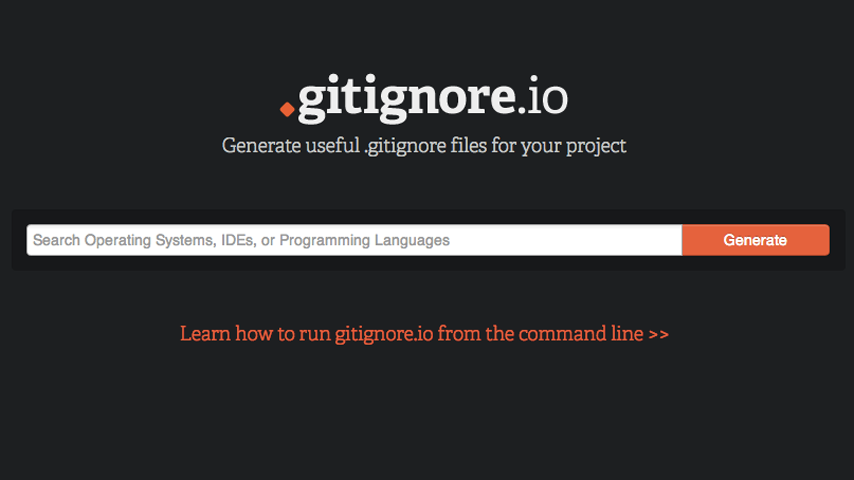 .gitignore.io
Generate useful .gitignore files for your project
Search Operating Systems, IDEs, or Programming Languages
Generate
Learn how to run gitignore.io from the command line >>